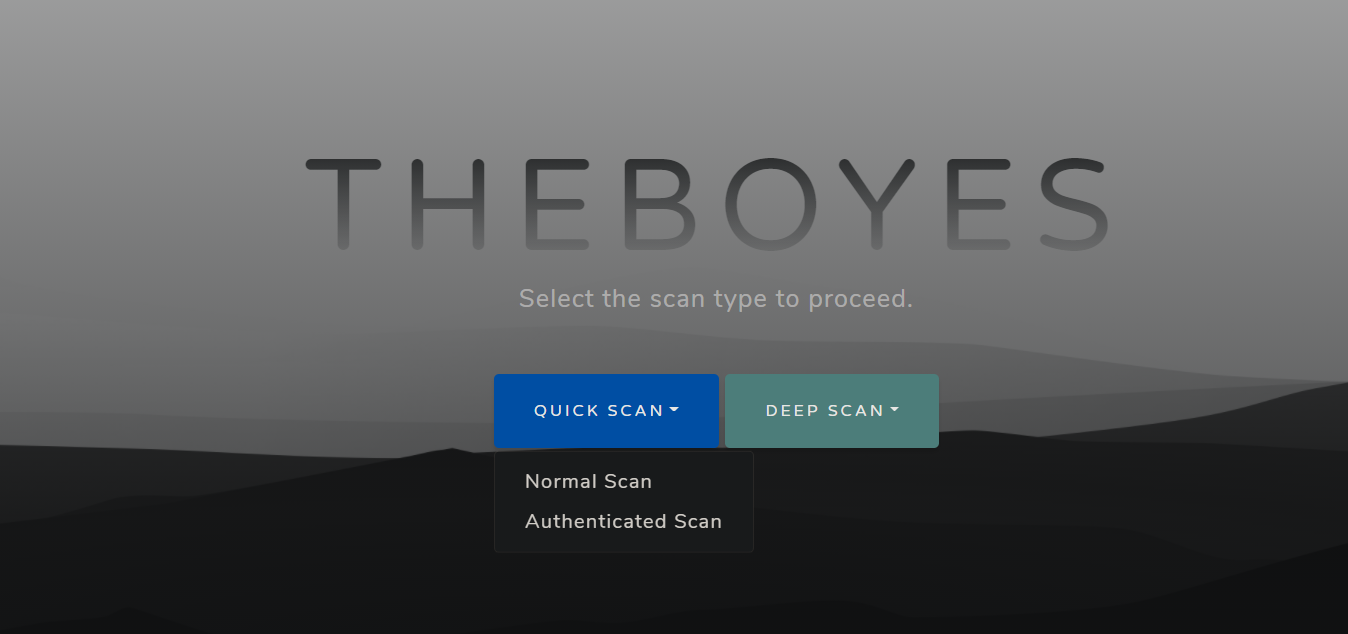 THEBOYES
Select the scan type to proceed.
QUICK SCAN DEEP SCAN
Normal Scan
Authenticated Scan